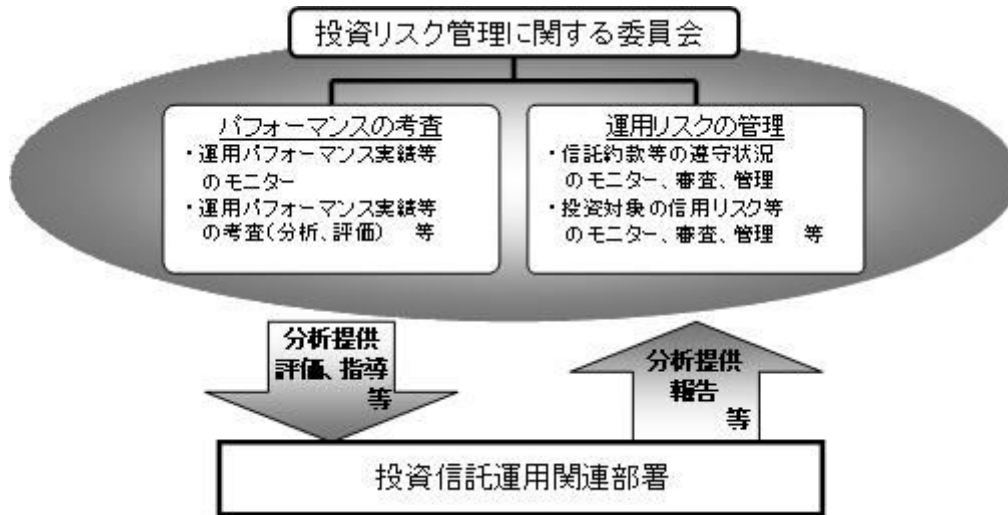 投資リスク管理に関する委員会
パフォーマンスの考査
・運用パフォーマンス実績等
のモニター
・運用パフォーマンス実績等
の考査(分析、評価)　等
運用リスクの管理
・信託約款等の遵守状況
のモニター、審査、管理
・投資対象の信用リスク等
のモニター、審査、管理　等
分析提供
評価、指導
等
分析提供
報告
等
投資信託運用関連部署